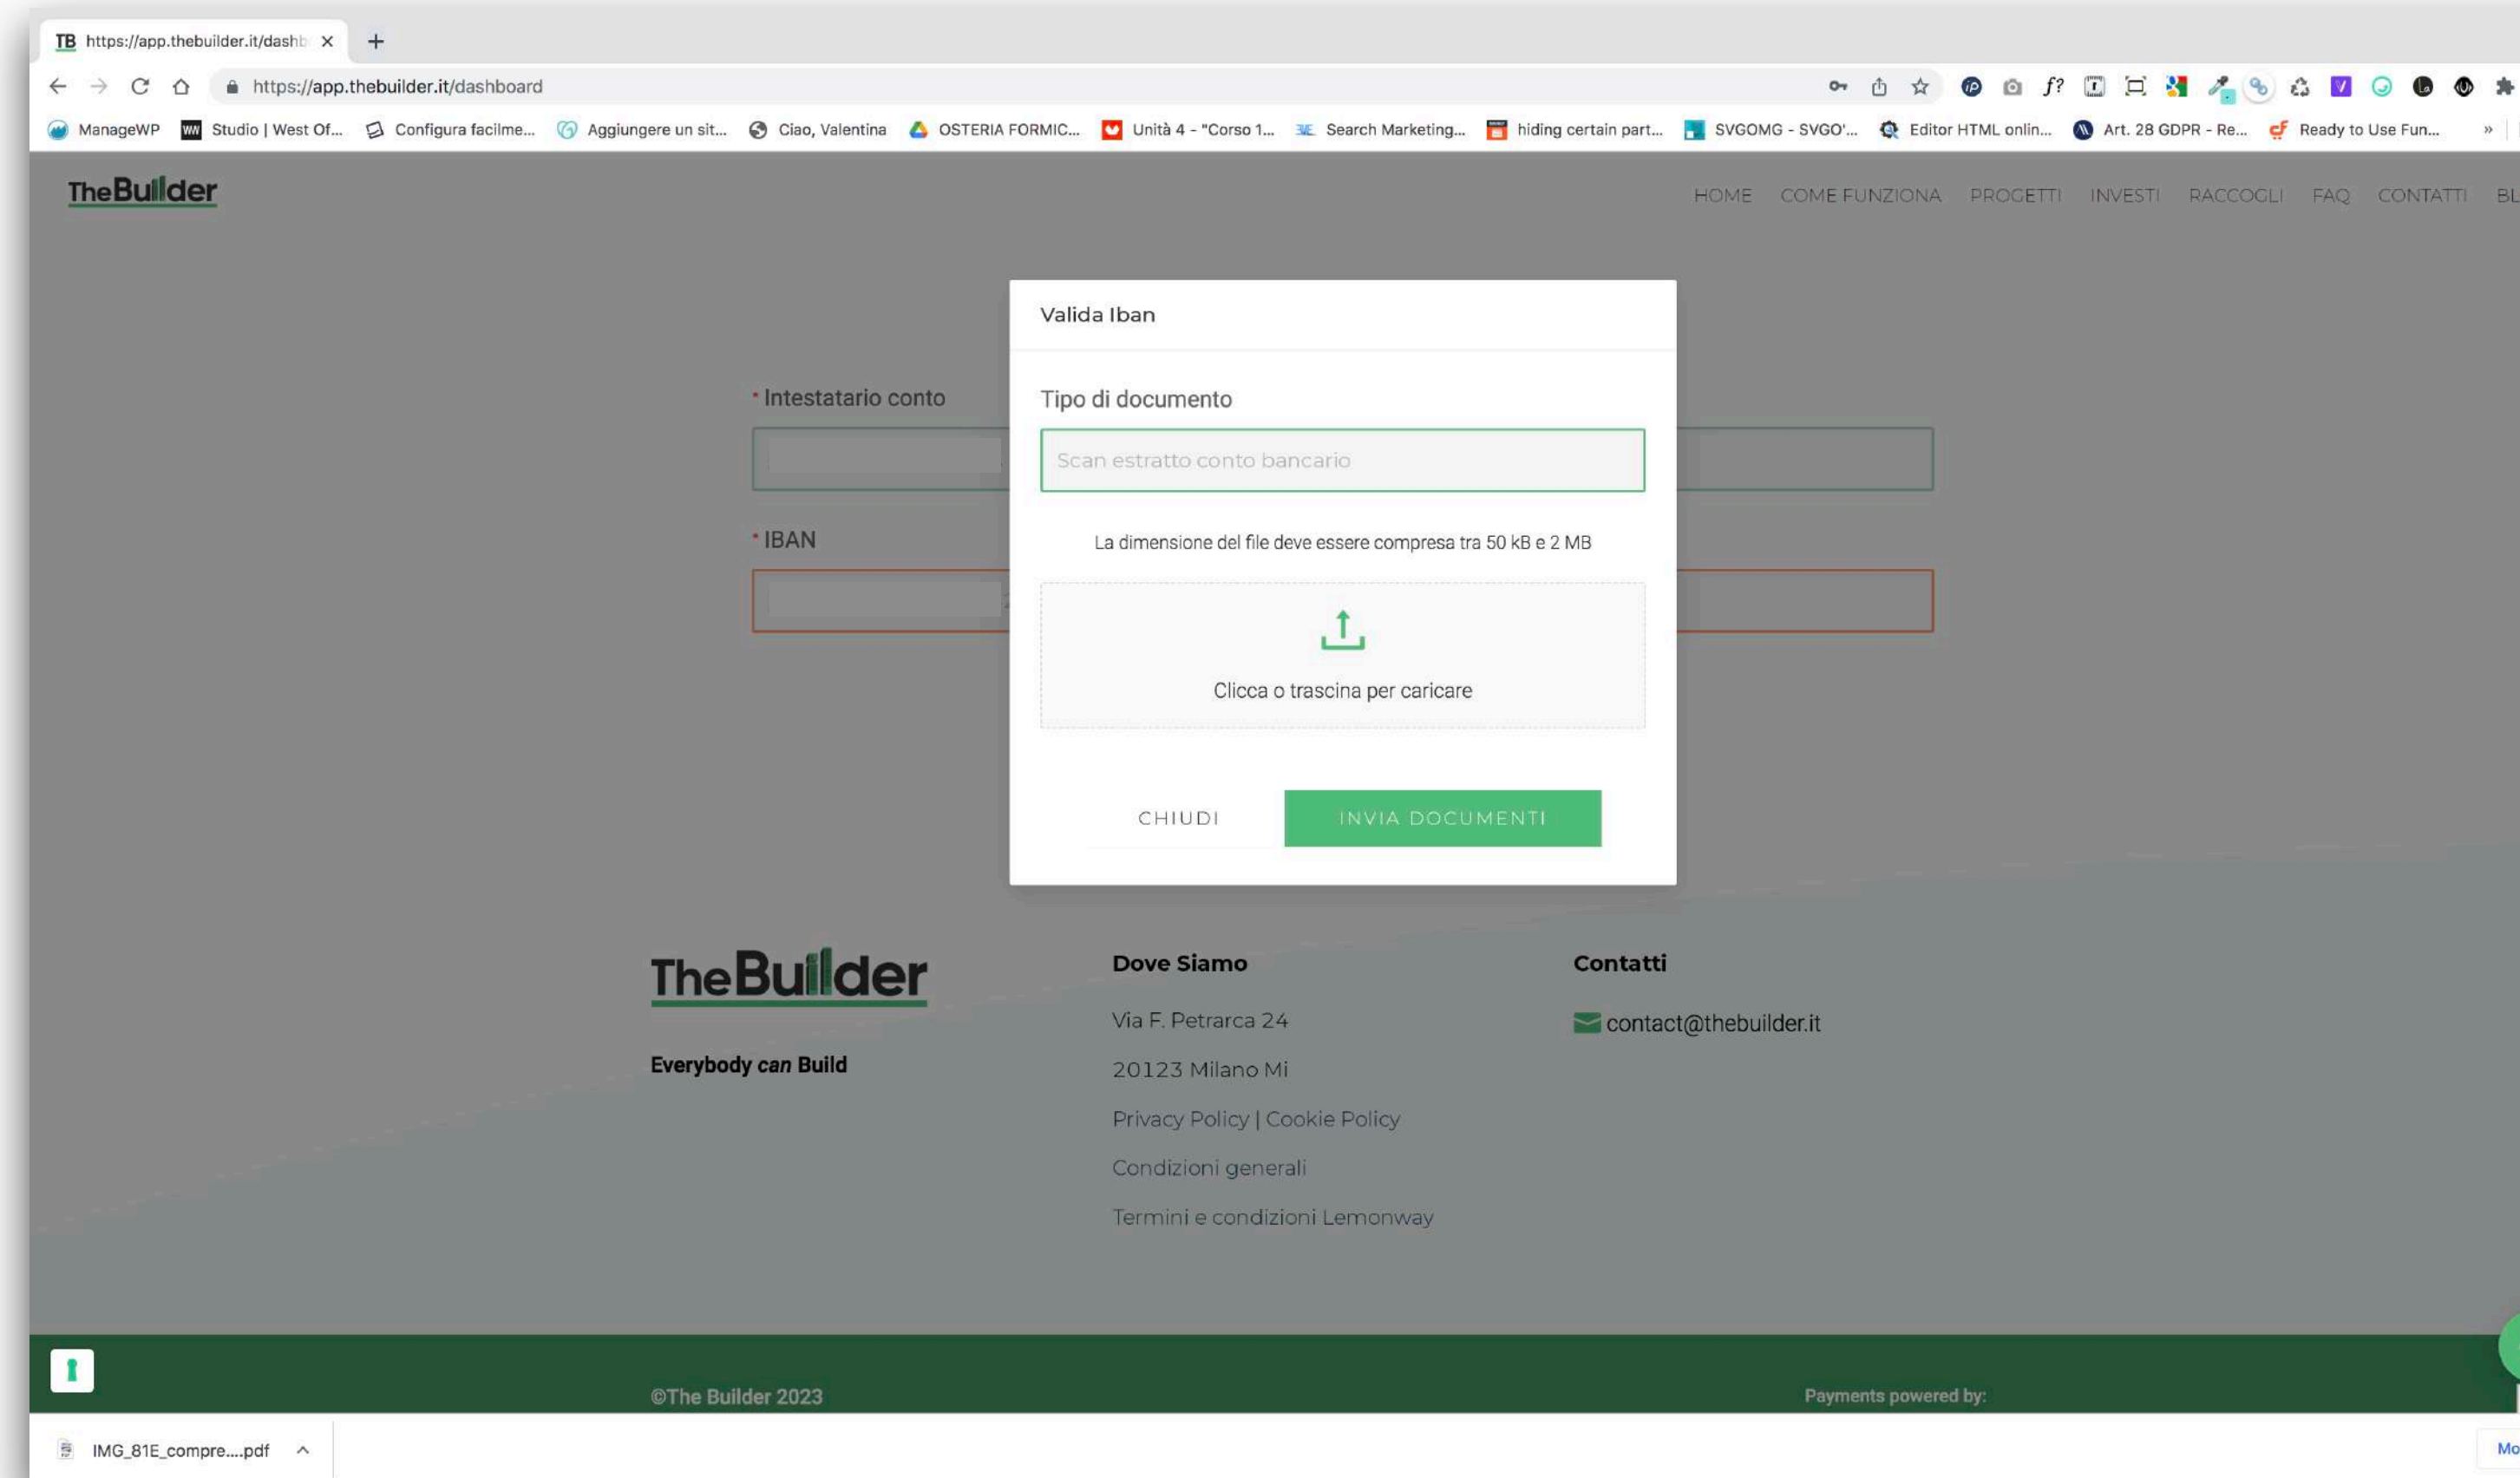 TB https://app.thebuilder.it/dashb
https://app.thebuilder.it/dashboard
ManageWP Studio | West Of... Configura facilme... Aggiungere un sit... Ciao, Valentina OSTERIA FORMIC... Unità 4 - "Corso 1... Search Marketing... hiding certain part... SVGOMG - SVGO'... Editor HTML onlin... Art. 28 GDPR - Re... Ready to Use Fun... »
TheBuilder
HOME COME FUNZIONA PROGETTI INVESTI RACCOGLI FAQ CONTATTI BL
Valida Iban
* Intestatario conto
Tipo di documento
Scan estratto conto bancario
* IBAN
La dimensione del file deve essere compresa tra 50 kB e 2 MB
Clicca o trascina per caricare
CHIUDI INVIA DOCUMENTI
TheBuilder
Everybody can Build
Dove Siamo
Via F. Petrarca 24
20123 Milano Mi
Privacy Policy | Cookie Policy
Condizioni generali
Termini e condizioni Lemonway
Contatti
contact@thebuilder.it
©The Builder 2023
Payments powered by:
IMG_81E_compre....pdf
Mo